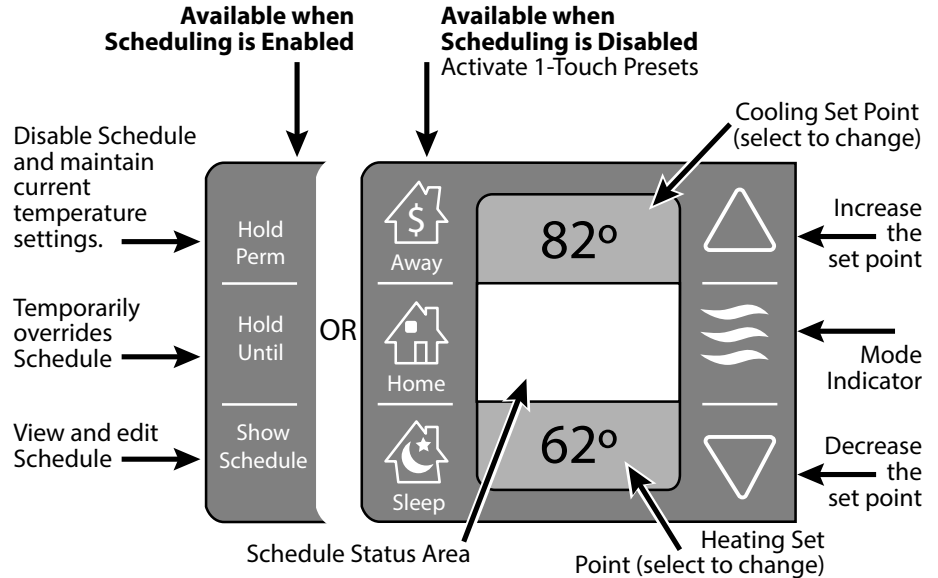 Available when
Scheduling is Enabled
Available when
Scheduling is Disabled
Activate 1-Touch Presets
Cooling Set Point
(select to change)
Disable Schedule
and maintain
current
temperature
settings.
Temporarily
overrides
Schedule
View and edit
Schedule
Hold
Perm
Hold
Until
Show
Schedule
OR
$
Away
Home
Sleep
82º
62º
Increase
the
set point
Mode
Indicator
Decrease
the
set point
Schedule Status Area
Heating Set
Point (select to change)